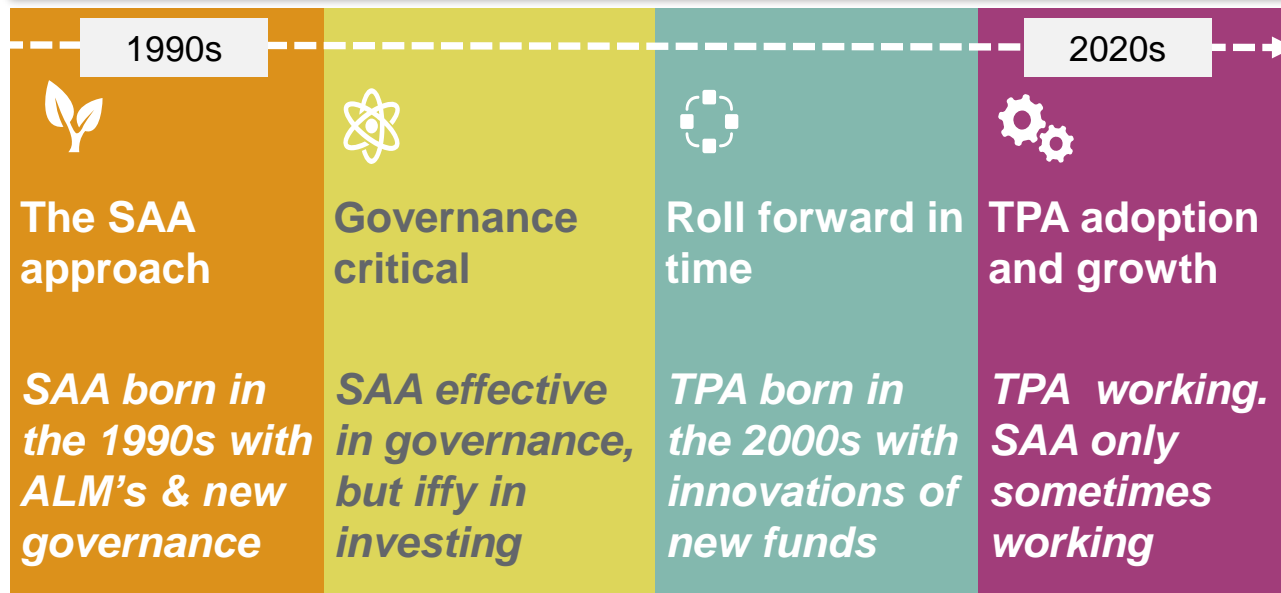 1990s
2020s
The SAA
approach
Governance
critical
Roll forward in
time
TPA adoption
and growth
SAA born in
the 1990s with
ALM's & new
governance
SAA effective
in governance,
but iffy in
investing
TPA born in
the 2000s with
innovations of
new funds
TPA  working.
SAA only
sometimes
working